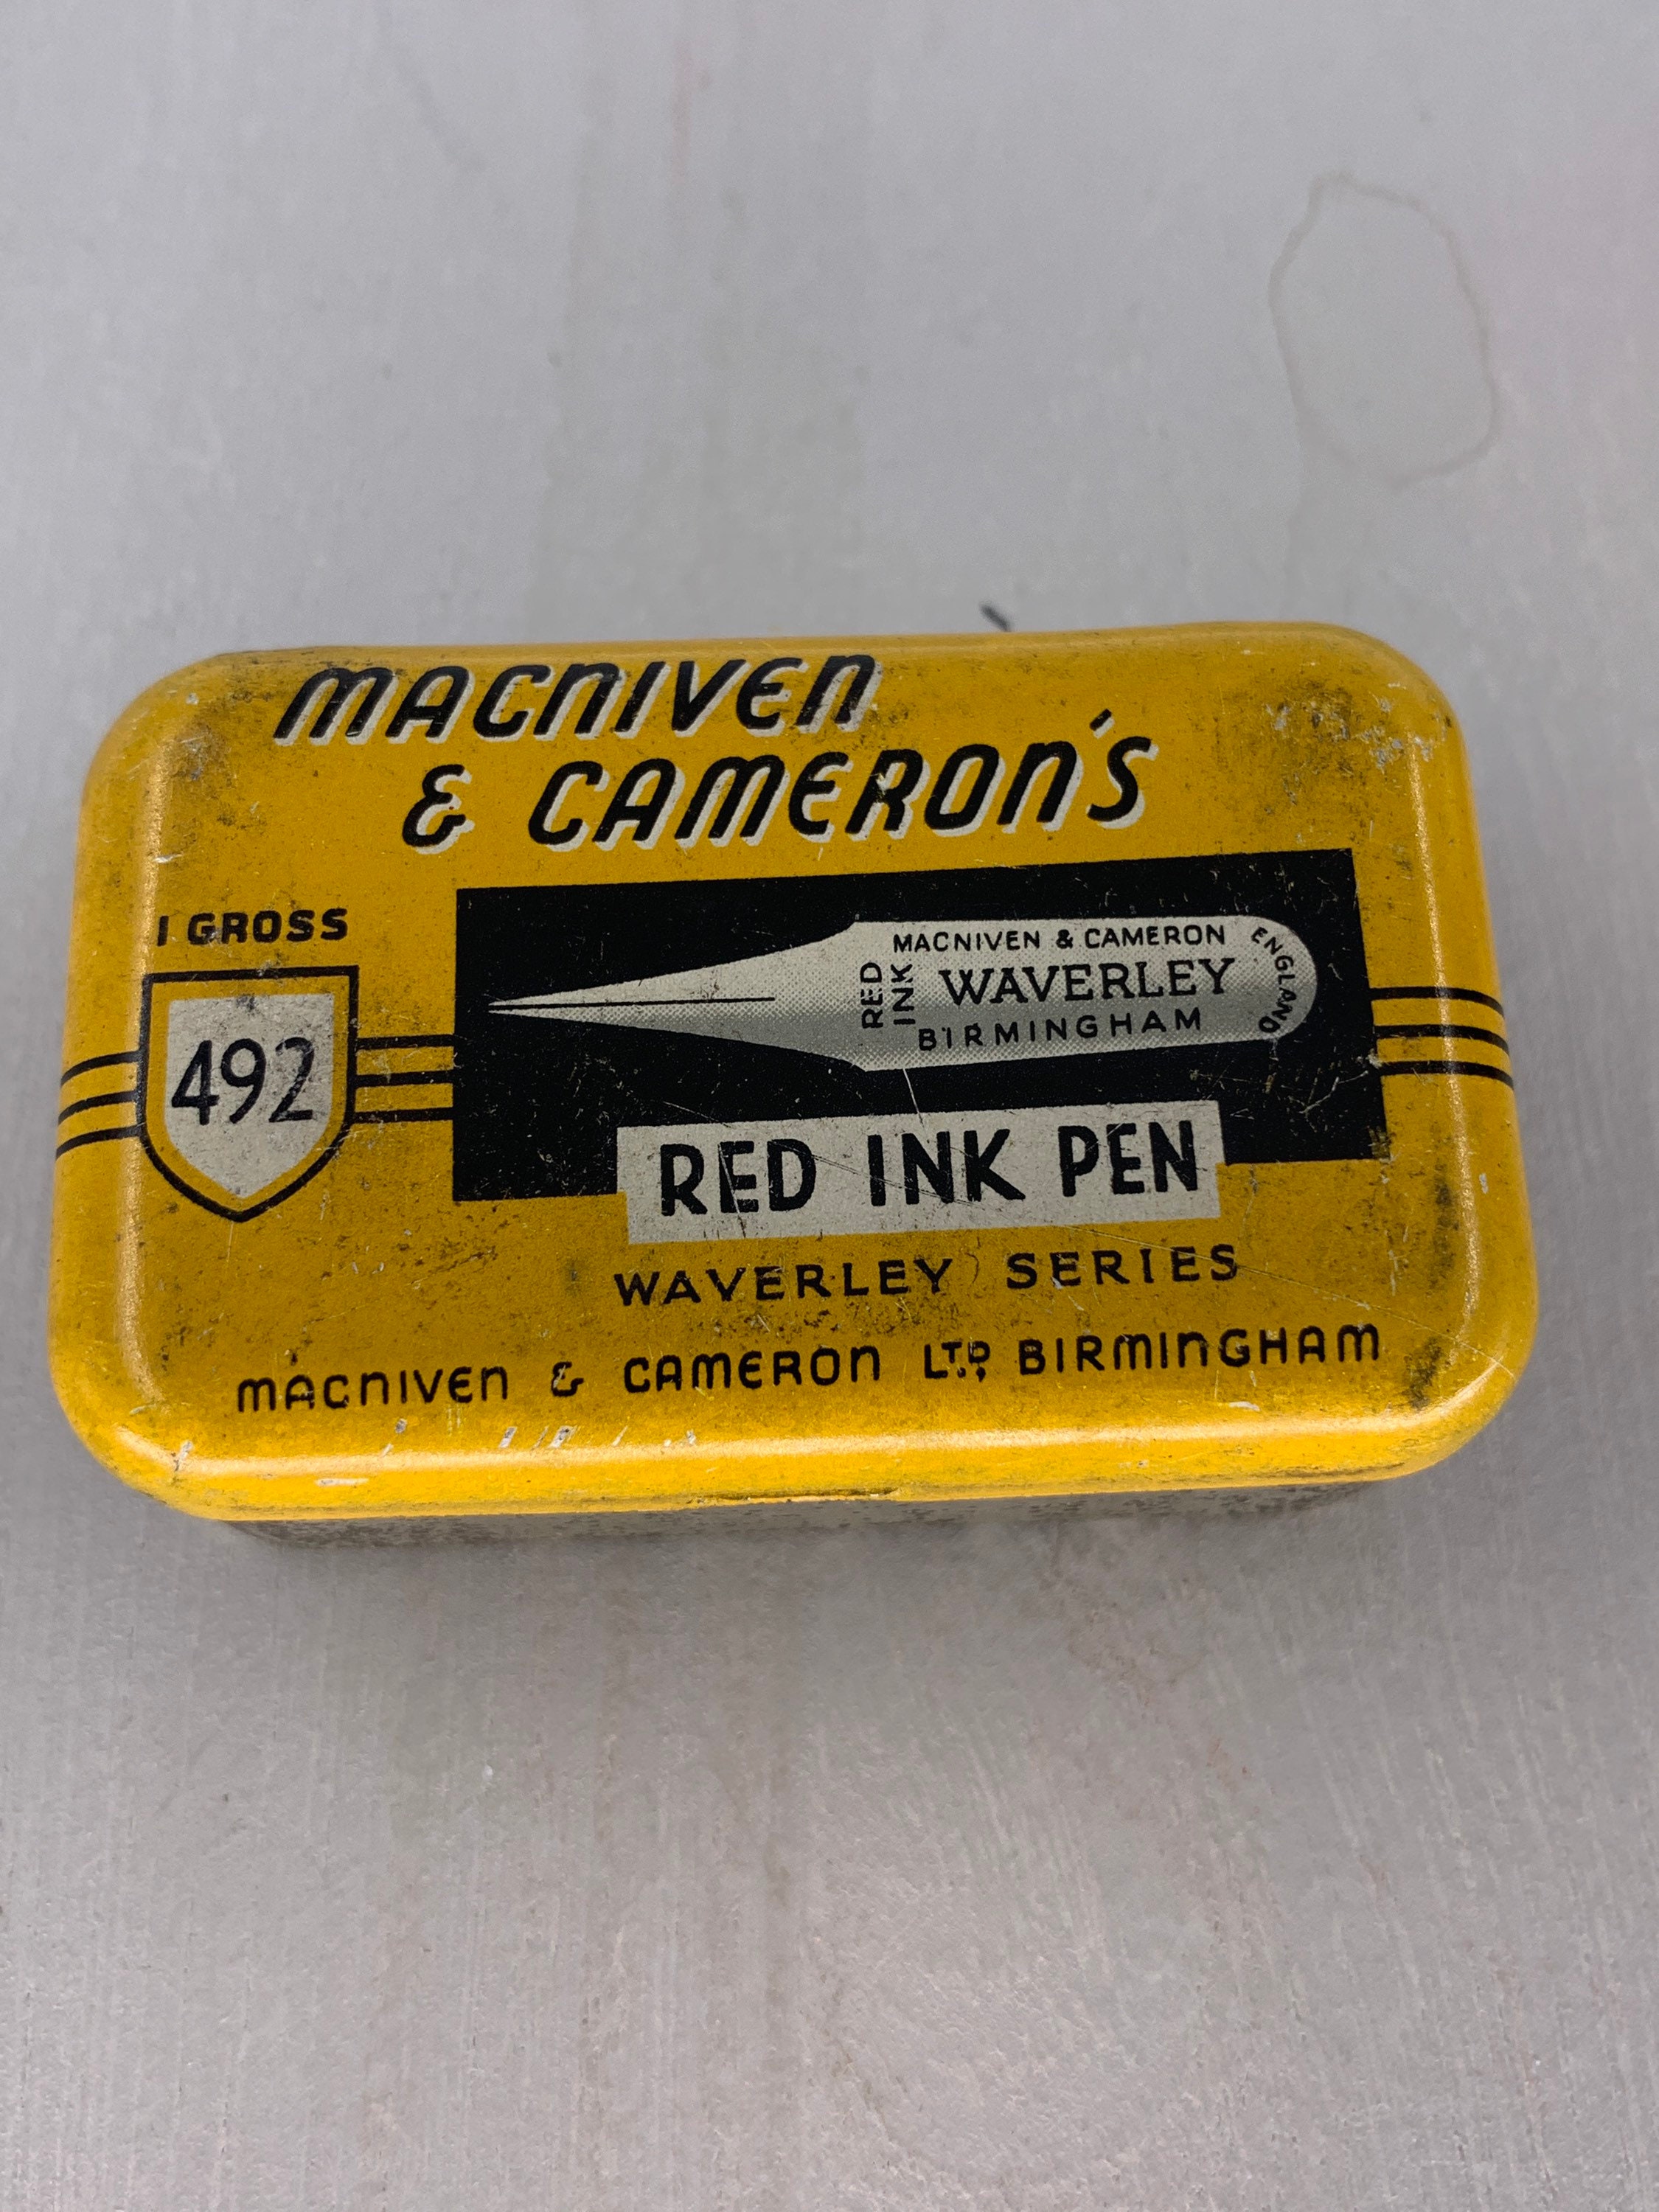 MACNIVEN
& CAMERON'S
1 GROSS
492
MACNIVEN & CAMERON
RED
INK
WAVERLEY
BIRMINGHAM
ENGLAND
RED INK PEN
WAVERLEY SERIES
MACNIVEN & CAMERON LTD, BIRMINGHAM